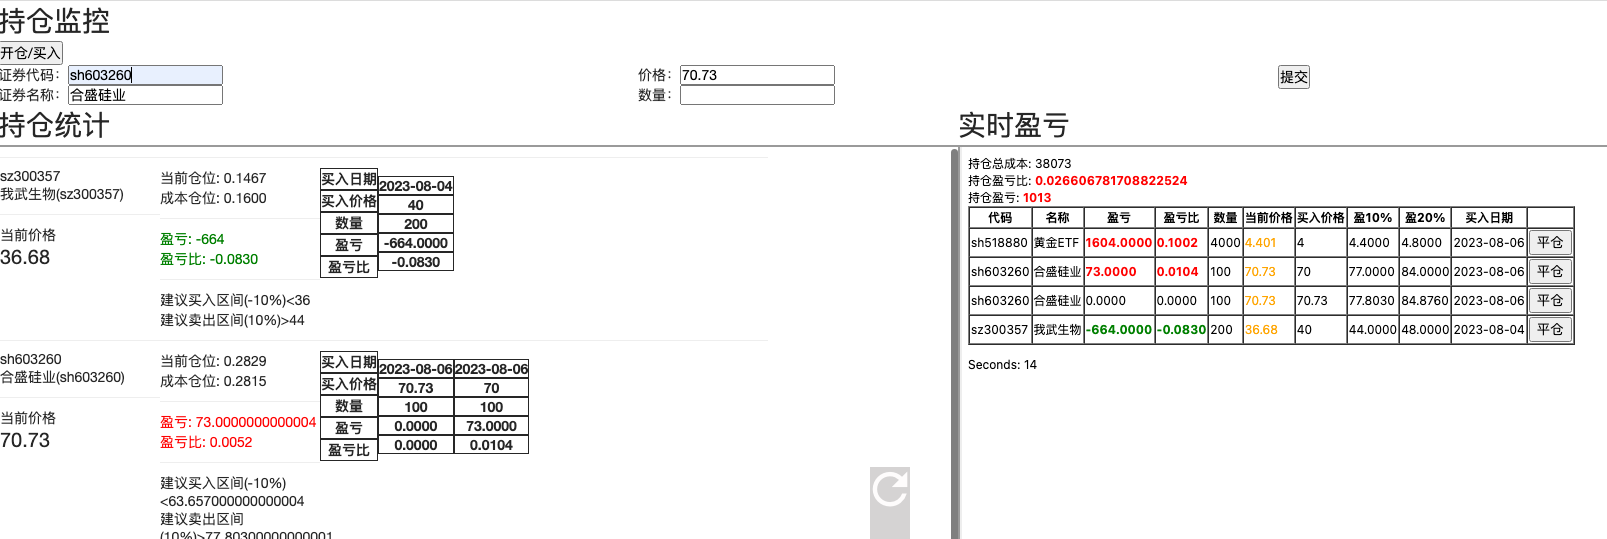 持仓监控
开仓/买入
证券代码: sh603260 价格: 70.73 提交
证券名称: 合盛硅业 数量:
持仓统计
sz300357
我武生物(sz300357)
当前价格
36.68
当前仓位: 0.1467
成本仓位: 0.1600
盈亏: -664
盈亏比: -0.0830
建议买入区间(-10%)<36
建议卖出区间(10%)>44
买入日期 2023-08-04
买入价格 40
数量 200
盈亏 -664.0000
盈亏比 -0.0830
sh603260
合盛硅业(sh603260)
当前价格
70.73
当前仓位: 0.2829
成本仓位: 0.2815
盈亏: 73.0000000000004
盈亏比: 0.0052
建议买入区间(-10%)
<63.657000000000004
建议卖出区间
(10%)>77.80300000000001
买入日期 2023-08-06 2023-08-06
买入价格 70.73 70
数量 100 100
盈亏 0.0000 73.0000
盈亏比 0.0000 0.0104
实时盈亏
持仓总成本: 38073
持仓盈亏比: 0.026606781708822524
持仓盈亏: 1013
代码 名称 盈亏 盈亏比 数量 当前价格 买入价格 盈10% 盈20% 买入日期
sh518880 黄金ETF 1604.0000 0.1002 4000 4.401 4 4.4000 4.8000 2023-08-06 平仓
sh603260 合盛硅业 73.0000 0.0104 100 70.73 70 77.0000 84.0000 2023-08-06 平仓
sh603260 合盛硅业 0.0000 0.0000 100 70.73 70.73 77.8030 84.8760 2023-08-06 平仓
sz300357 我武生物 -664.0000 -0.0830 200 36.68 40 44.0000 48.0000 2023-08-04 平仓
Seconds: 14